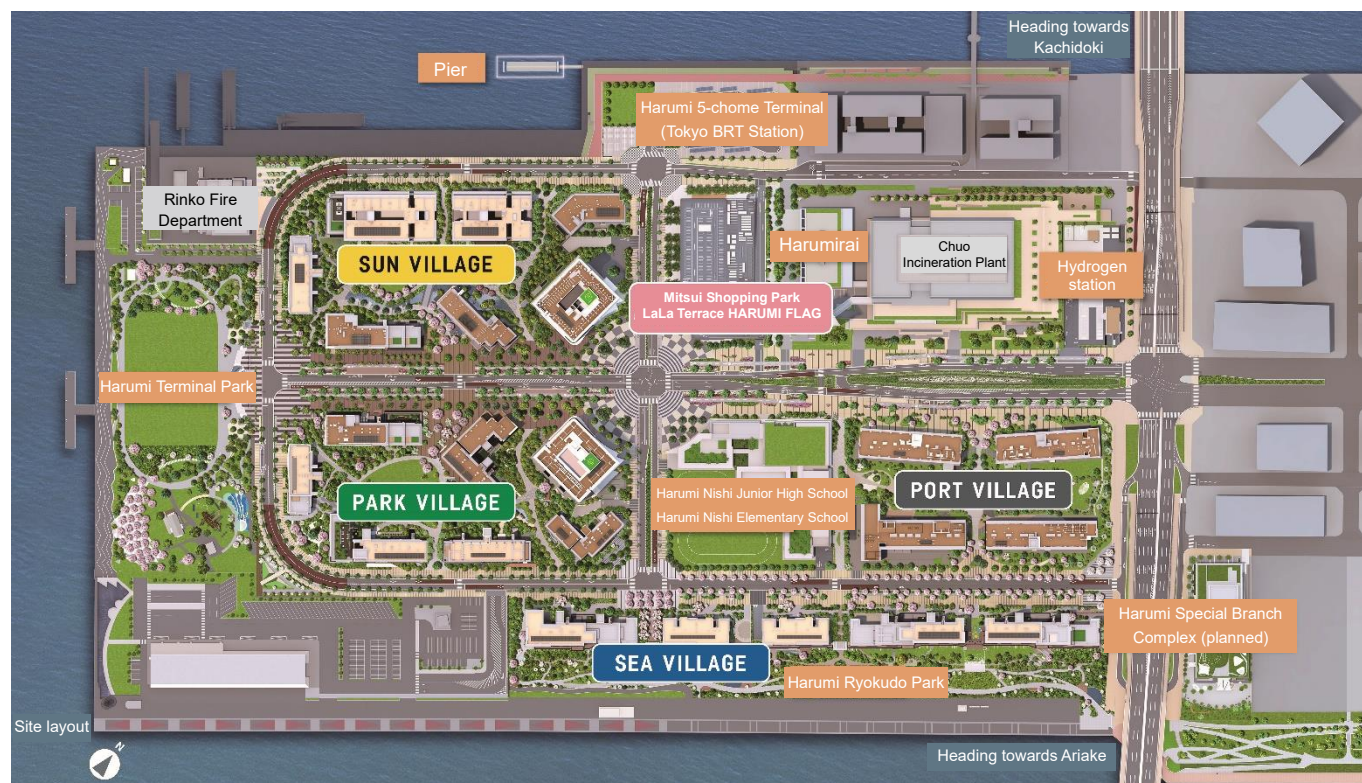 Heading towards
Kachidoki
Pier
Harumi 5-chome Terminal
(Tokyo BRT Station)
Rinko Fire
Department
SUN VILLAGE
Harumirai
Chuo
Incineration Plant
Hydrogen
station
Mitsui Shopping Park
LaLa Terrace HARUMI FLAG
Harumi Terminal Park
PARK VILLAGE
Harumi Nishi Junior High School
Harumi Nishi Elementary School
PORT VILLAGE
Harumi Special Branch
Complex (planned)
SEA VILLAGE
Harumi Ryokudo Park
Site layout
N
Heading towards Ariake